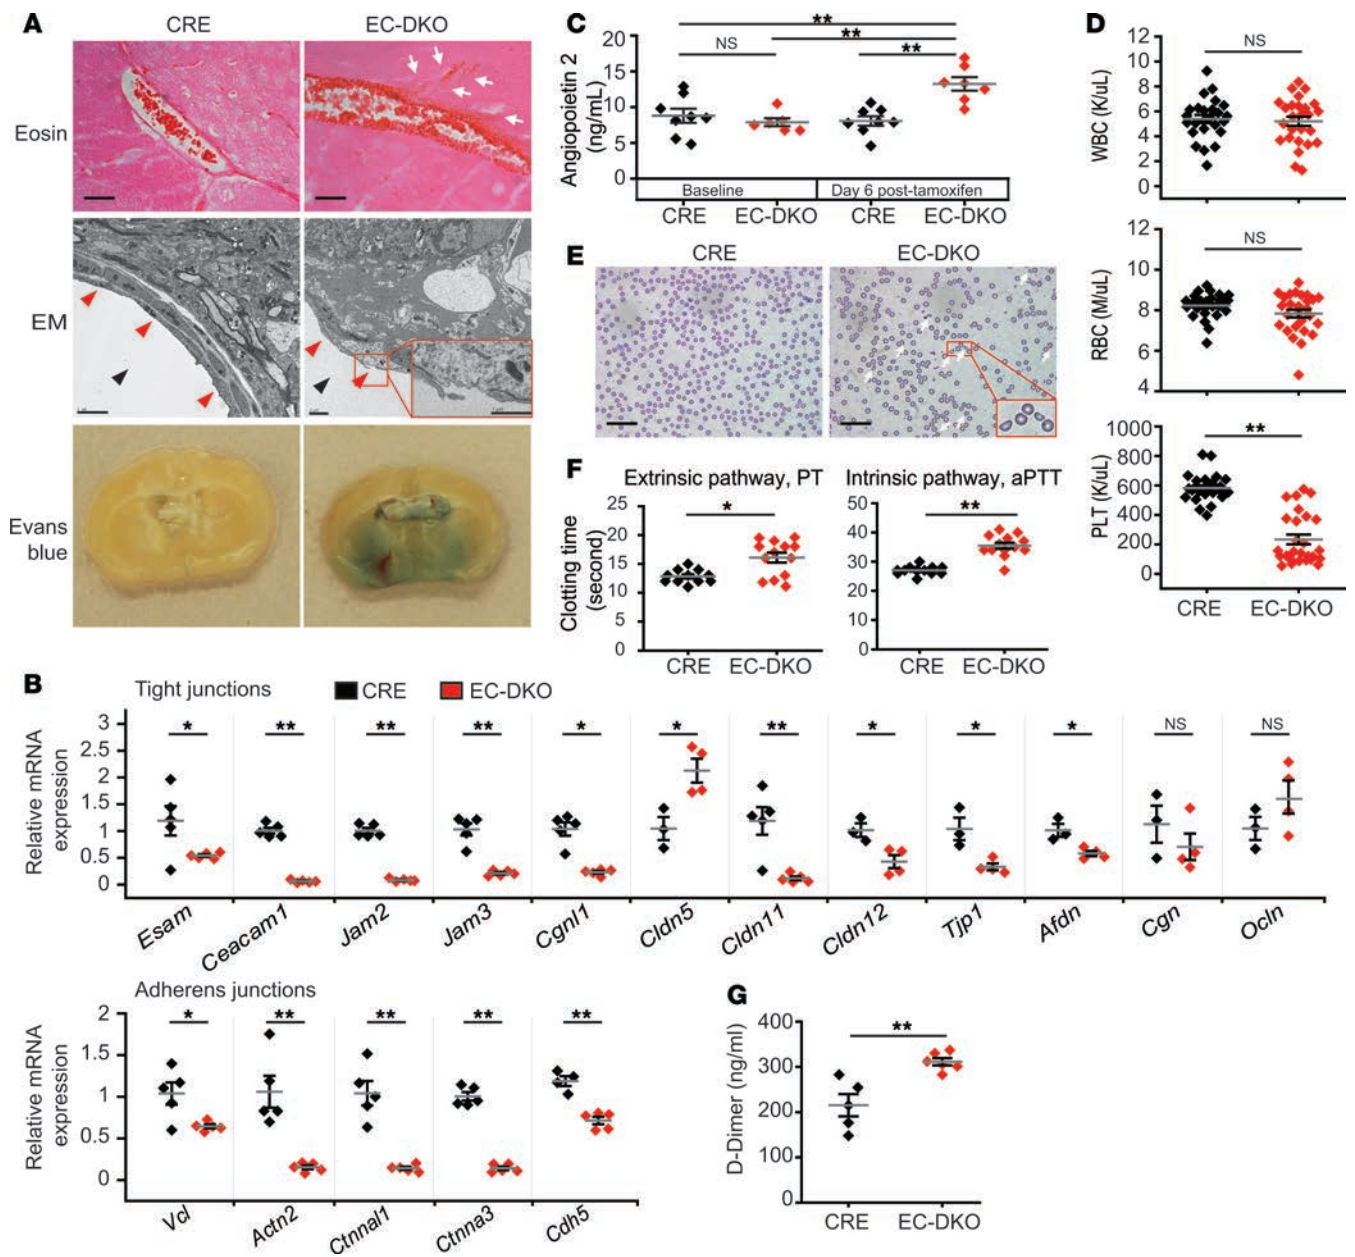 A
CRE
EC-DKO
Eosin
EM
Evans
blue
C
Angiopoietin 2
(ng/mL)
20
15
10
5
0
NS
**
**
**
Baseline
Day 6 post-tamoxifen
CRE
EC-DKO
CRE
EC-DKO
D
WBC (K/uL)
12
10
8
6
4
2
0
NS
RBC (M/uL)
10
8
6
4
NS
PLT (K/uL)
1000
800
600
400
200
0
**
CRE
EC-DKO
E
CRE
EC-DKO
F
Extrinsic pathway, PT
Clotting time
(second)
25
20
15
10
5
0
*
CRE
EC-DKO
Intrinsic pathway, aPTT
50
40
30
20
10
0
**
CRE
EC-DKO
B
Tight junctions
CRE
EC-DKO
Relative mRNA
expression
3
2.5
2
1.5
1
0.5
0
* ** ** ** * * ** * * * NS NS
Esam Ceacam1 Jam2 Jam3 Cgnl1 Cldn5 Cldn11 Cldn12 Tjp1 Afdn Cgn Ocln
Adherens junctions
Relative mRNA
expression
2
1.5
1
0.5
0
* ** ** ** **
Vcl Actn2 Ctnnal1 Ctnna3 Cdh5
G
D-Dimer (ng/ml)
400
300
200
100
0
**
CRE
EC-DKO